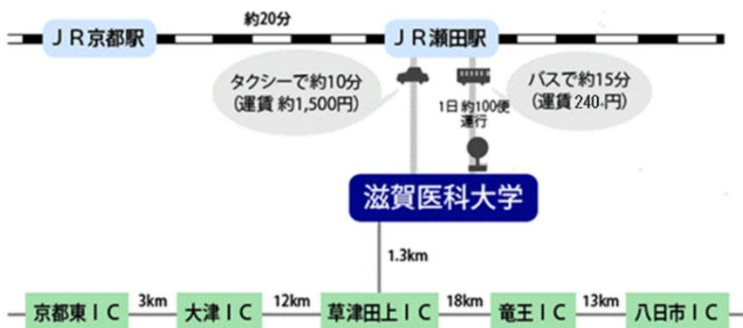 約20分
JR京都駅
JR瀬田駅
タクシーで約10分
(運賃 約1,500円)
バスで約15分
(運賃240円)
1日 約100便
運行
滋賀医科大学
1.3km
京都東IC
3km
大津IC
12km
草津田上IC
18km
竜王IC
13km
八日市IC